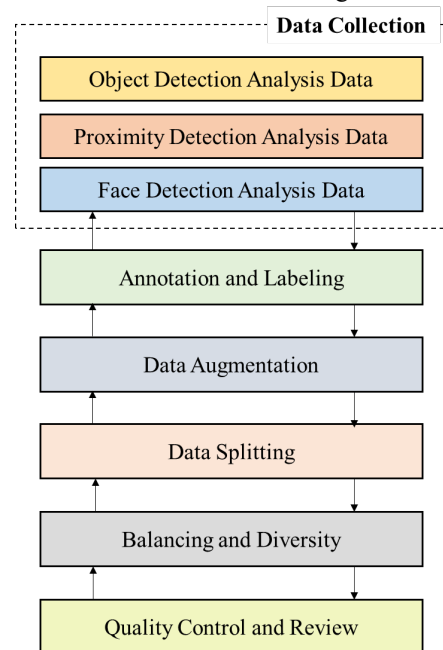 Data Collection
Object Detection Analysis Data
Proximity Detection Analysis Data
Face Detection Analysis Data
Annotation and Labeling
Data Augmentation
Data Splitting
Balancing and Diversity
Quality Control and Review